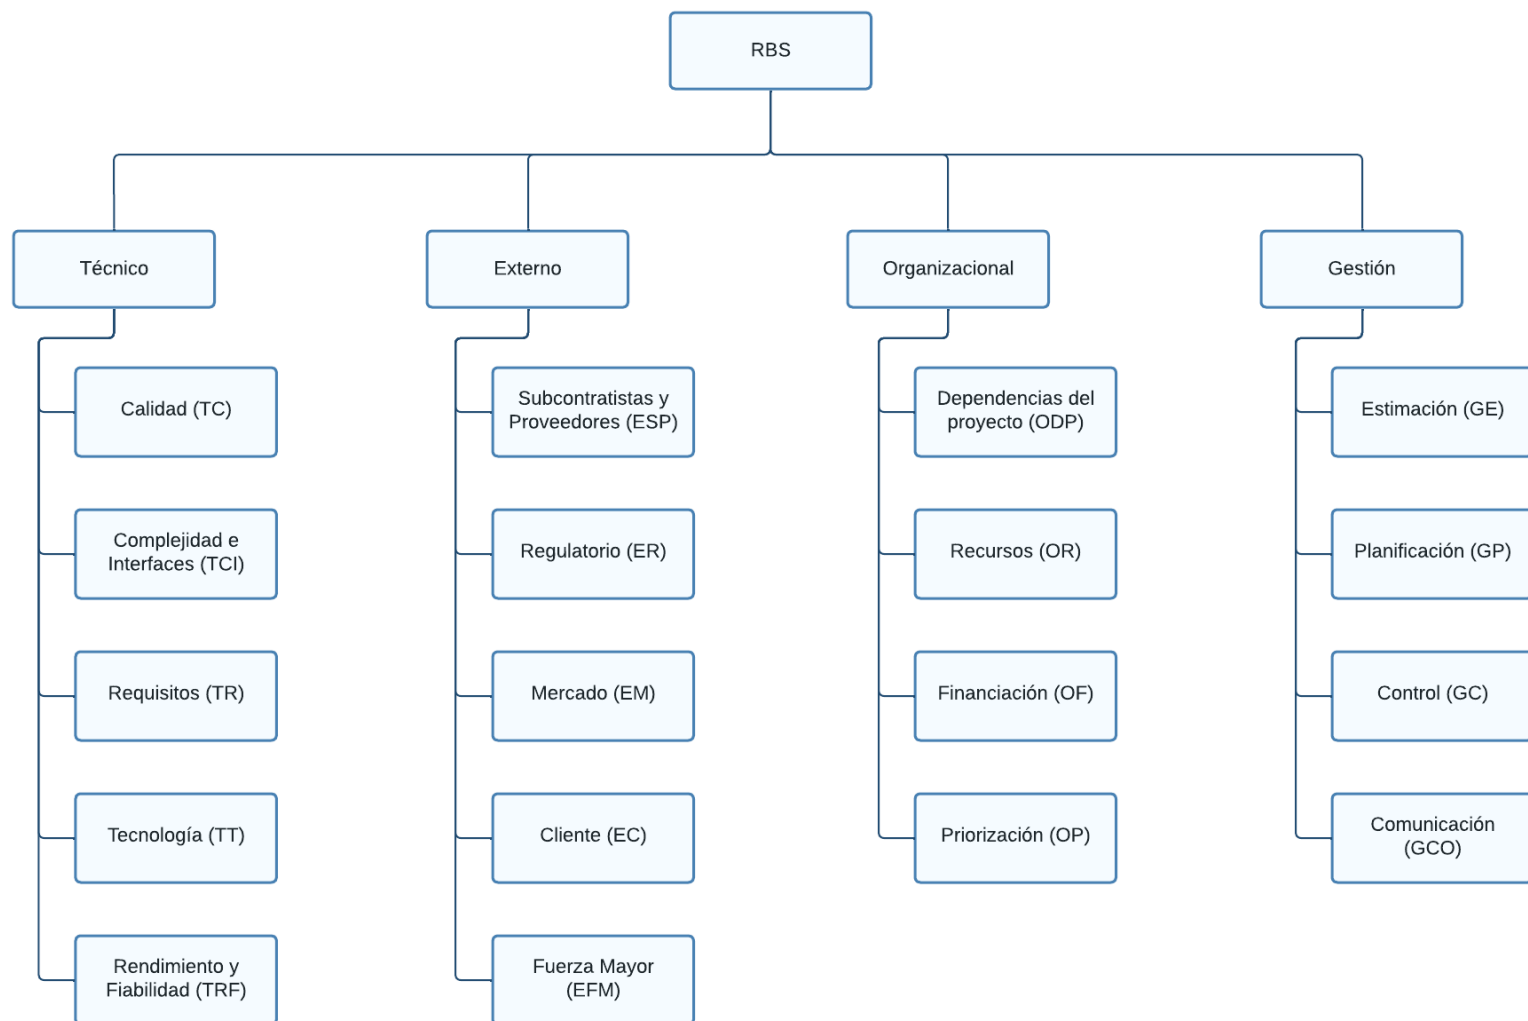 RBS
Técnico
Externo
Organizacional
Gestión
Calidad (TC)
Subcontratistas y
Proveedores (ESP)
Dependencias del
proyecto (ODP)
Estimación (GE)
Complejidad e
Interfaces (TCI)
Regulatorio (ER)
Recursos (OR)
Planificación (GP)
Requisitos (TR)
Mercado (EM)
Financiación (OF)
Control (GC)
Tecnología (TT)
Cliente (EC)
Priorización (OP)
Comunicación
(GCO)
Rendimiento y
Fiabilidad (TRF)
Fuerza Mayor
(EFM)